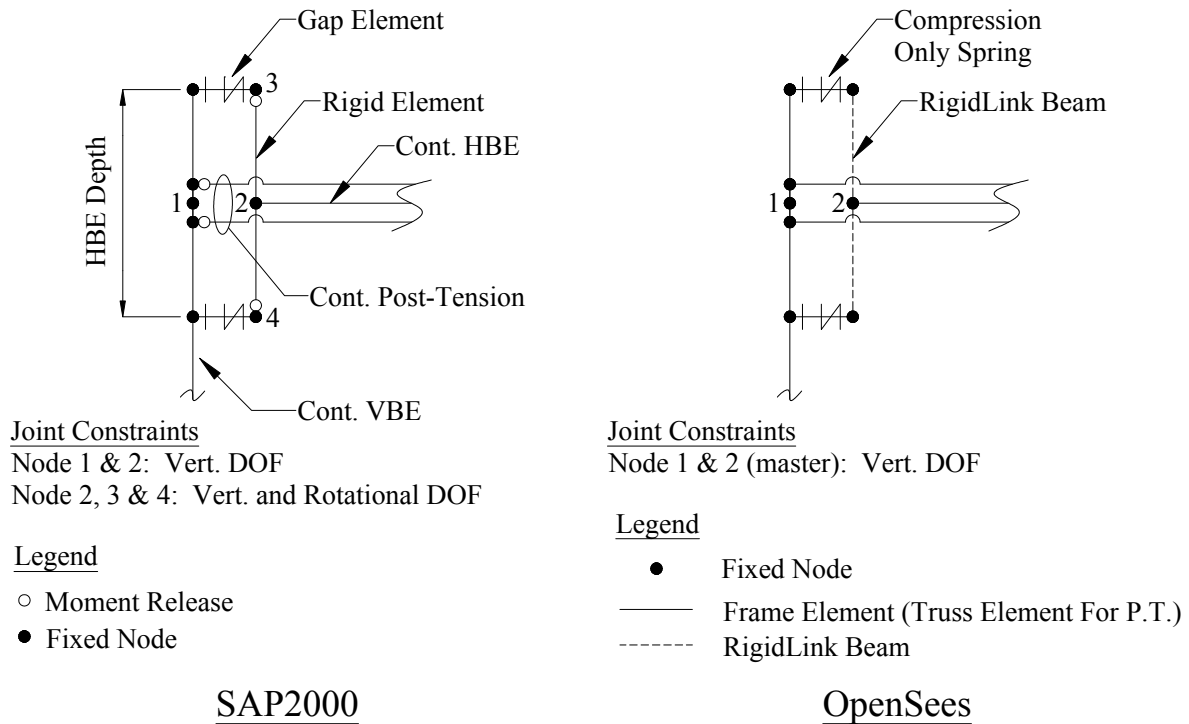 Gap Element
3
Rigid Element
Cont. HBE
HBE Depth
1
2
Cont. Post-Tension
4
Cont. VBE
Joint Constraints
Node 1 & 2: Vert. DOF
Node 2, 3 & 4: Vert. and Rotational DOF
Legend
Moment Release
Fixed Node
SAP2000
Compression
Only Spring
RigidLink Beam
1
2
Joint Constraints
Node 1 & 2 (master): Vert. DOF
Legend
Fixed Node
Frame Element (Truss Element For P.T.)
RigidLink Beam
OpenSees